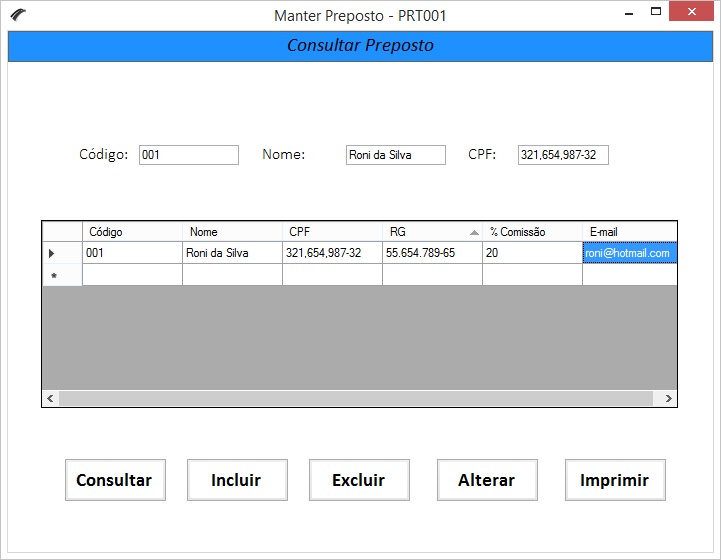 Manter Preposto - PRT001
Consultar Preposto
Código: 001 Nome: Roni da Silva CPF: 321,654,987-32
Código Nome CPF RG % Comissão E-mail
001 Roni da Silva 321,654,987-32 55.654.789-65 20 roni@hotmail.com
Consultar Incluir Excluir Alterar Imprimir